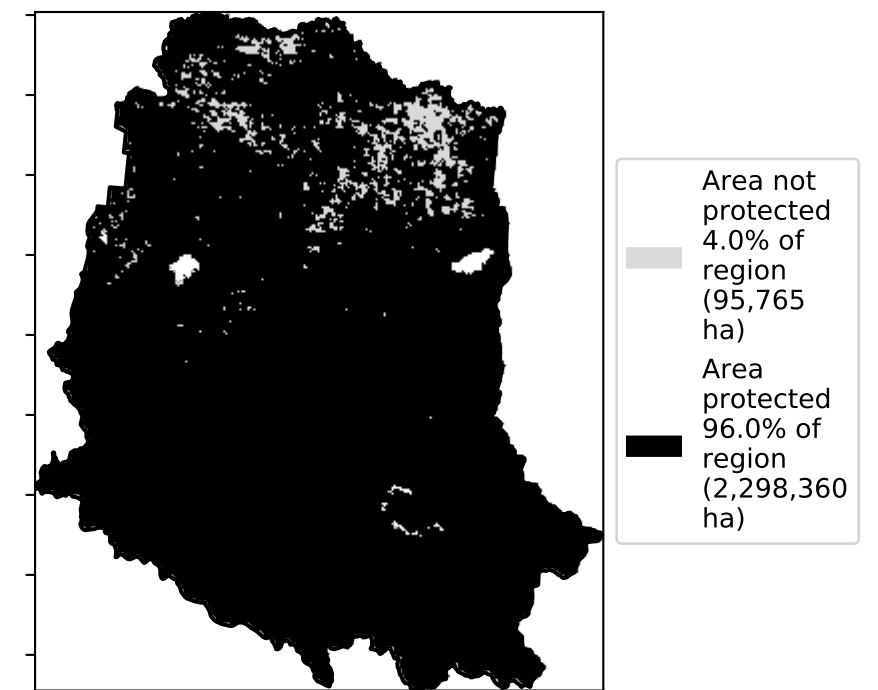 Area not
protected
4.0% of
region
(95,765
ha)
Area
protected
96.0% of
region
(2,298,360
ha)